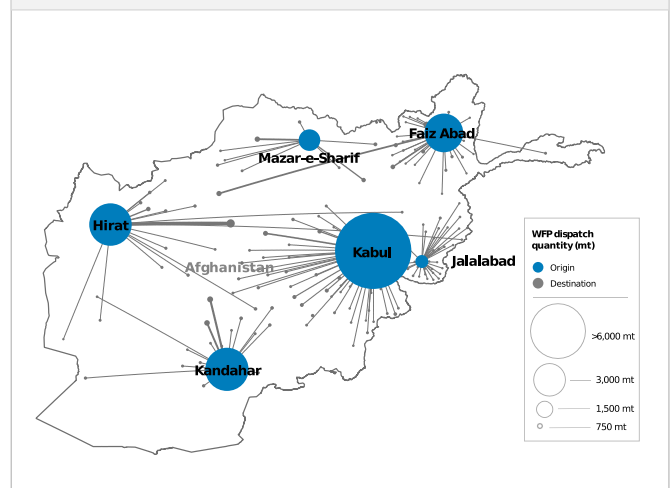 Faiz Abad
Mazar-e-Sharif
Hirat
Kabul
Jalalabad
Afghanistan
Kandahar
WFP dispatch
quantity (mt)
Origin
Destination
>6,000 mt
3,000 mt
1,500 mt
750 mt